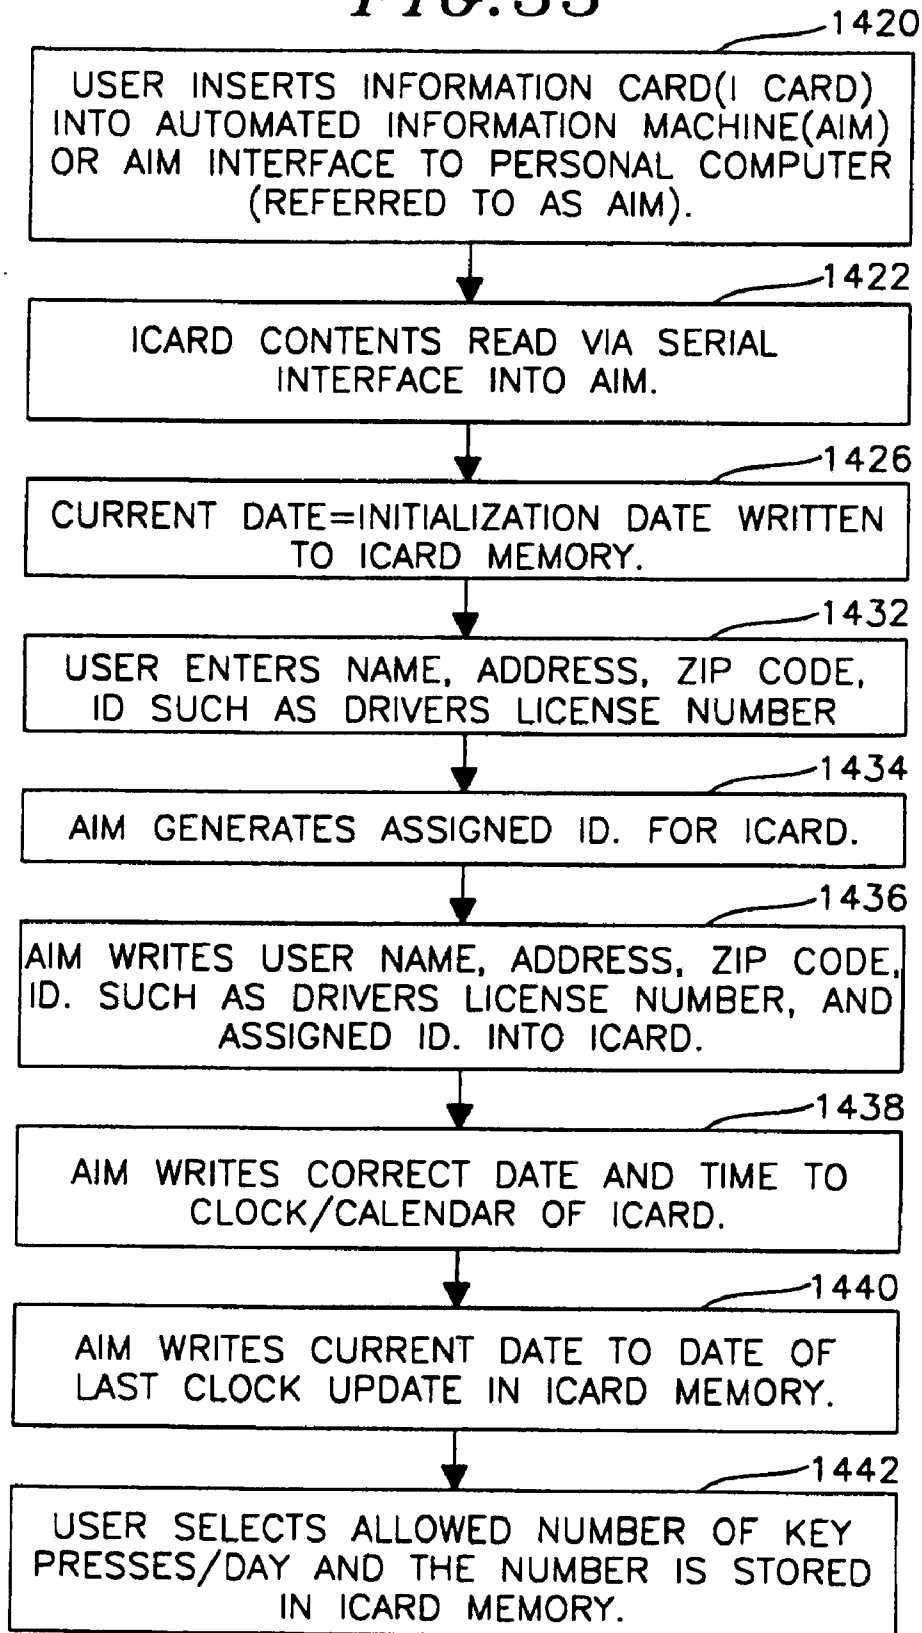 FIG.33
1420
USER INSERTS INFORMATION CARD(I CARD)
INTO AUTOMATED INFORMATION MACHINE(AIM)
OR AIM INTERFACE TO PERSONAL COMPUTER
(REFERRED TO AS AIM).
1422
ICARD CONTENTS READ VIA SERIAL
INTERFACE INTO AIM.
1426
CURRENT DATE=INITIALIZATION DATE WRITTEN
TO ICARD MEMORY.
1432
USER ENTERS NAME, ADDRESS, ZIP CODE,
ID SUCH AS DRIVERS LICENSE NUMBER
1434
AIM GENERATES ASSIGNED ID. FOR ICARD.
1436
AIM WRITES USER NAME, ADDRESS, ZIP CODE,
ID. SUCH AS DRIVERS LICENSE NUMBER, AND
ASSIGNED ID. INTO ICARD.
1438
AIM WRITES CORRECT DATE AND TIME TO
CLOCK/CALENDAR OF ICARD.
1440
AIM WRITES CURRENT DATE TO DATE OF
LAST CLOCK UPDATE IN ICARD MEMORY.
1442
USER SELECTS ALLOWED NUMBER OF KEY
PRESSES/DAY AND THE NUMBER IS STORED
IN ICARD MEMORY.